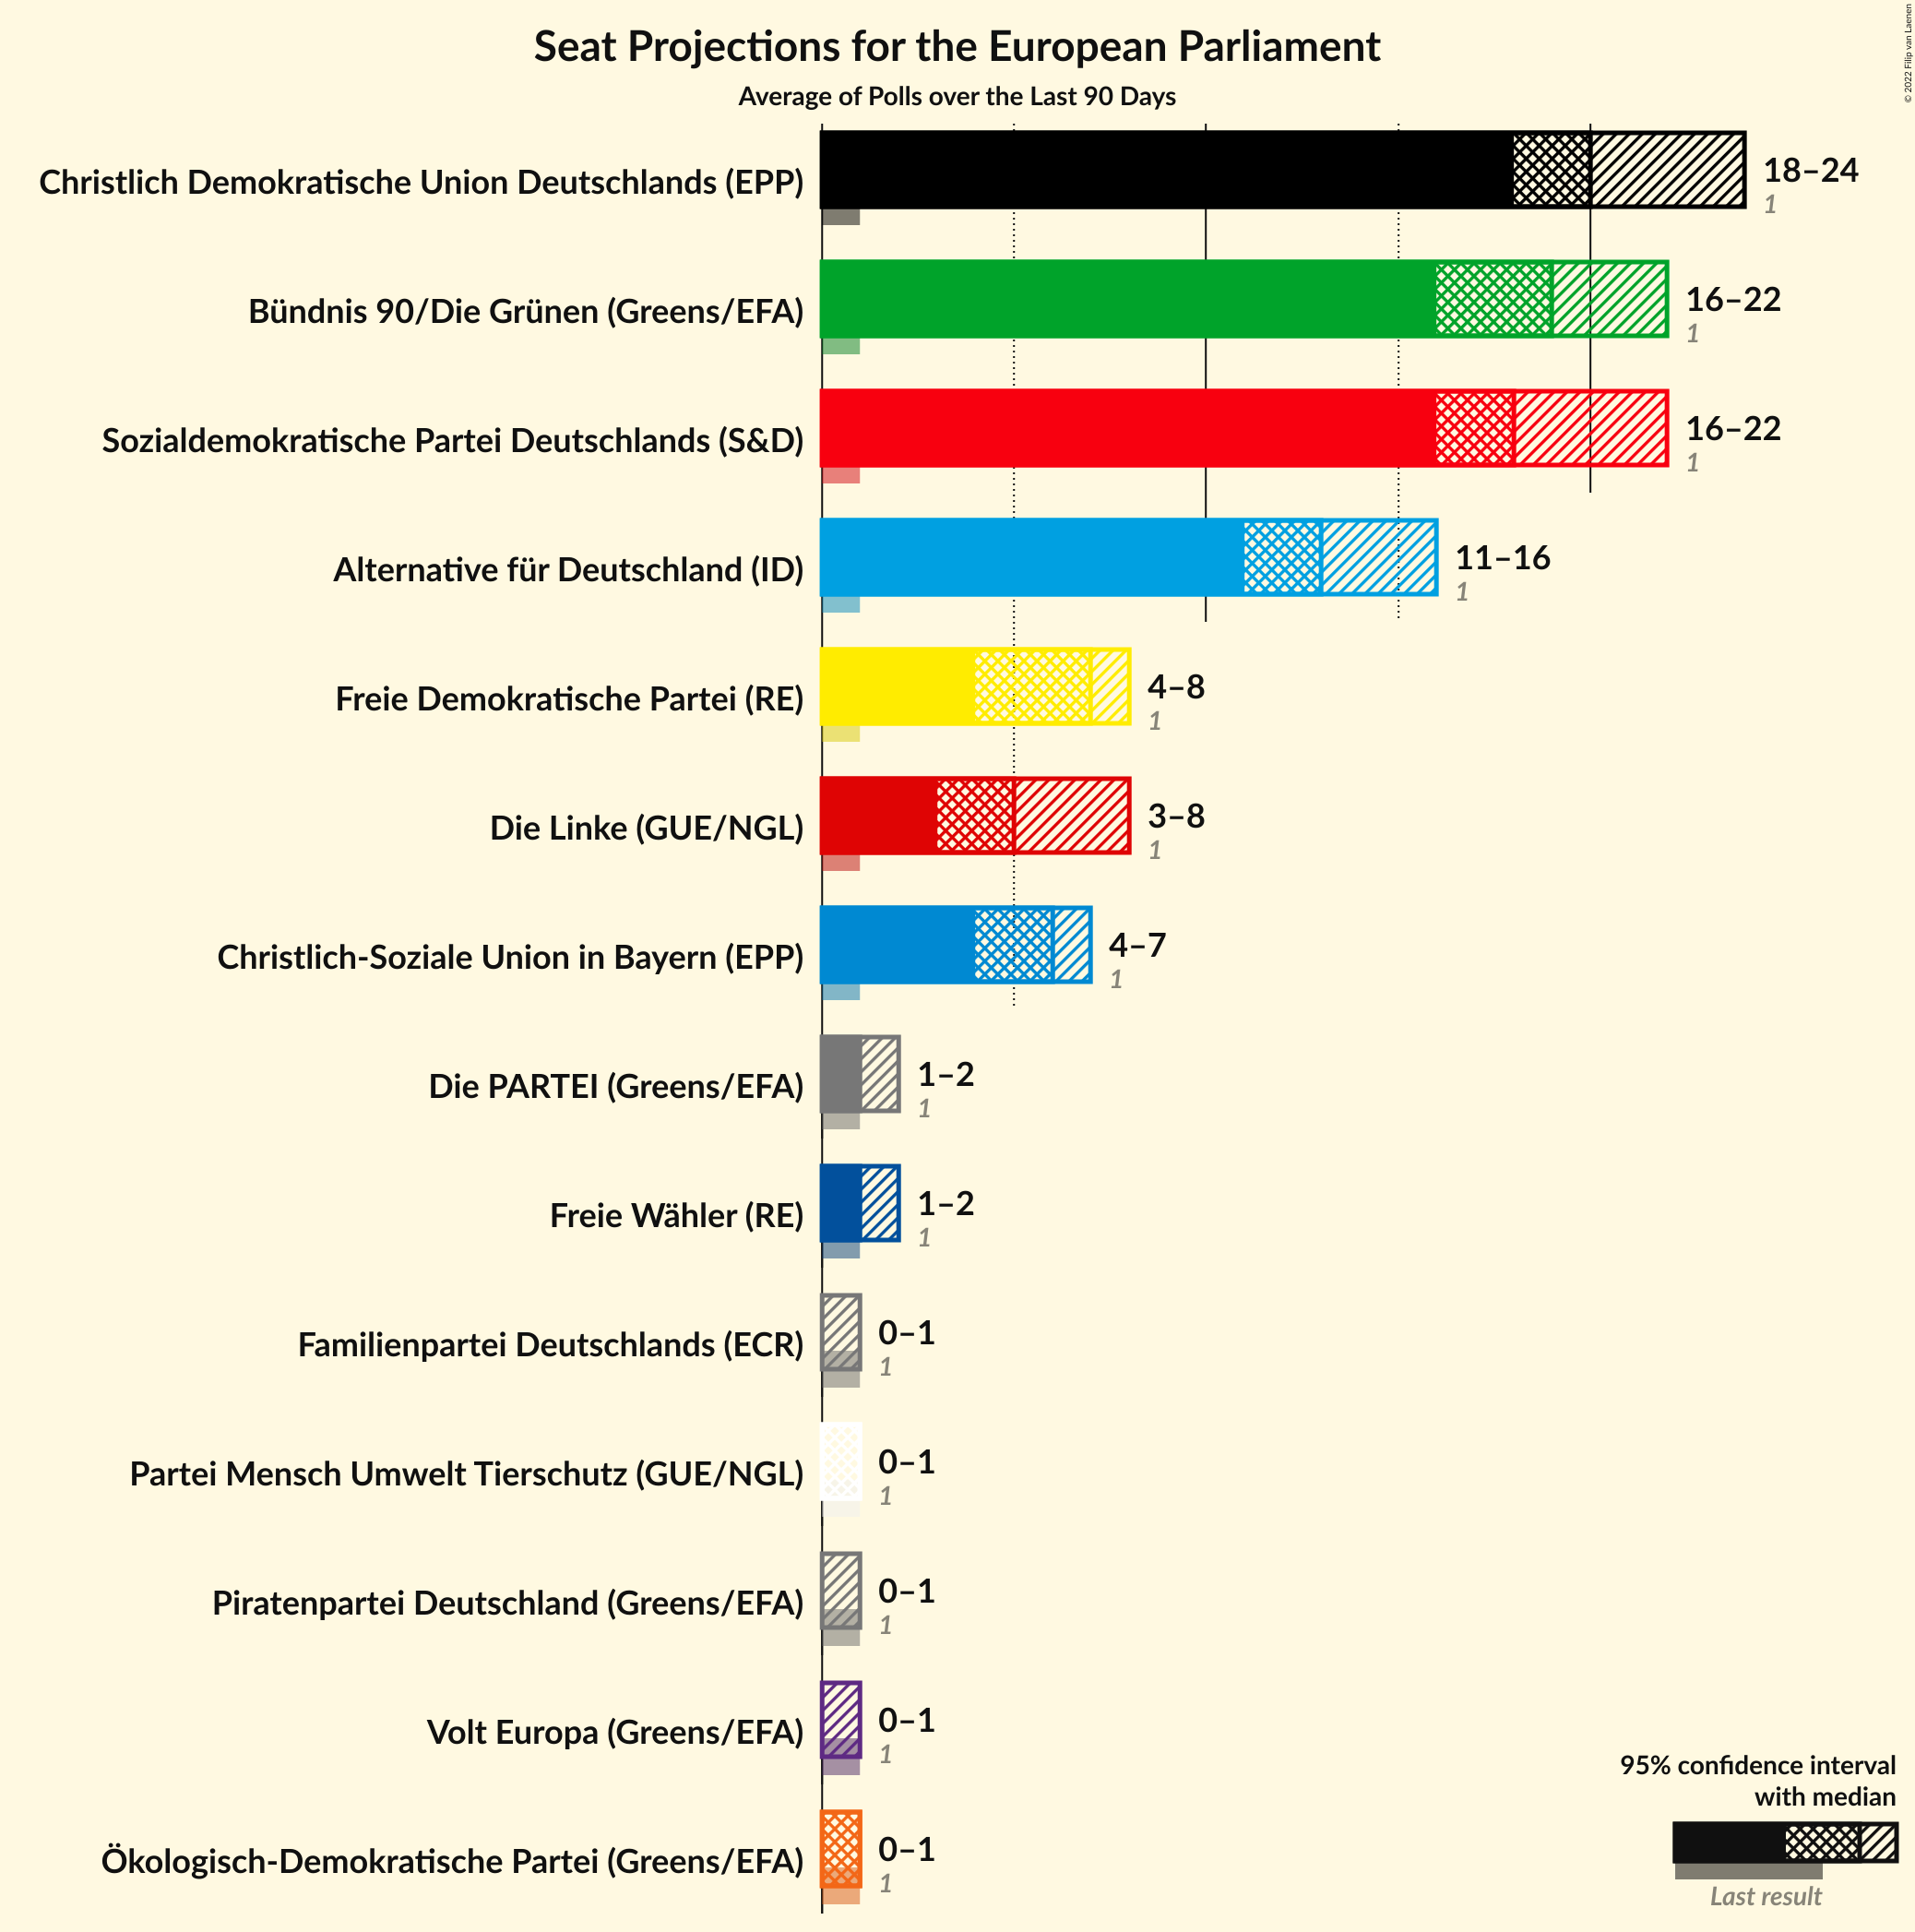 Seat Projections for the European Parliament
Average of Polls over the Last 90 Days
© 2022 Filip van Laenen
Christlich Demokratische Union Deutschlands (EPP)
18–24
1
Bündnis 90/Die Grünen (Greens/EFA)
16–22
1
Sozialdemokratische Partei Deutschlands (S&D)
16–22
1
Alternative für Deutschland (ID)
11–16
1
Freie Demokratische Partei (RE)
4–8
1
Die Linke (GUE/NGL)
3–8
1
Christlich-Soziale Union in Bayern (EPP)
4–7
1
Die PARTEI (Greens/EFA)
1–2
1
Freie Wähler (RE)
1–2
1
Familienpartei Deutschlands (ECR)
0–1
1
Partei Mensch Umwelt Tierschutz (GUE/NGL)
0–1
1
Piratenpartei Deutschland (Greens/EFA)
0–1
1
Volt Europa (Greens/EFA)
0–1
1
Ökologisch-Demokratische Partei (Greens/EFA)
0–1
1
95% confidence interval
with median
Last result